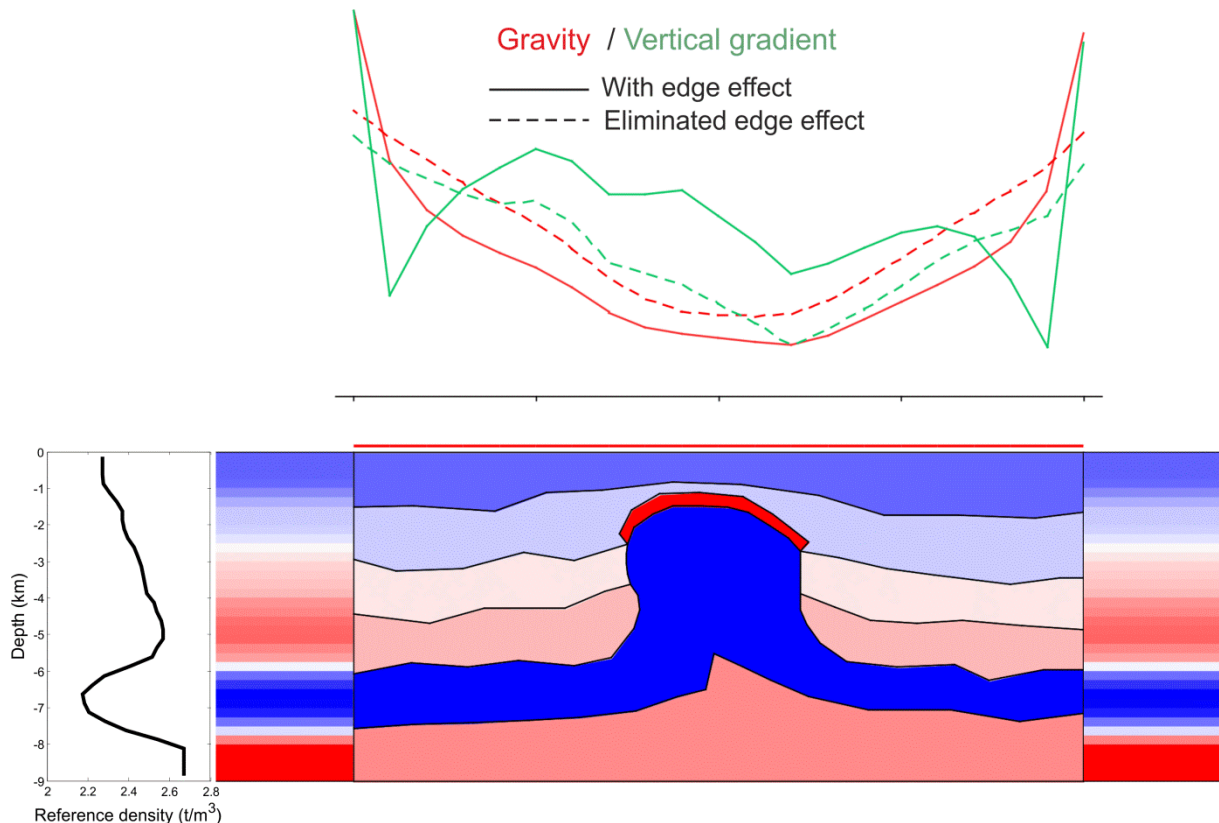 Gravity / Vertical gradient
With edge effect
Eliminated edge effect
0
-1
-2
-3
-4
-5
-6
-7
-8
-9
Depth (km)
2 2.2 2.4 2.6 2.8
Reference density (t/m³)